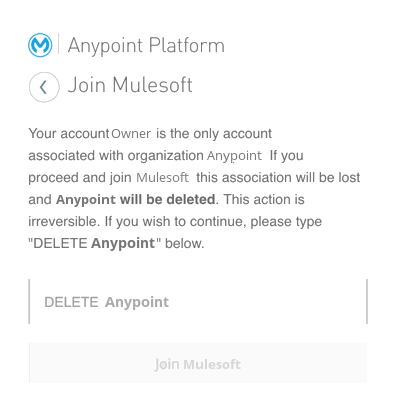 Anypoint Platform
Join Mulesoft
Your account Owner is the only account
associated with organization Anypoint If you
proceed and join Mulesoft this association will be lost
and Anypoint will be deleted. This action is
irreversible. If you wish to continue, please type
"DELETE Anypoint" below.
DELETE Anypoint
Join Mulesoft